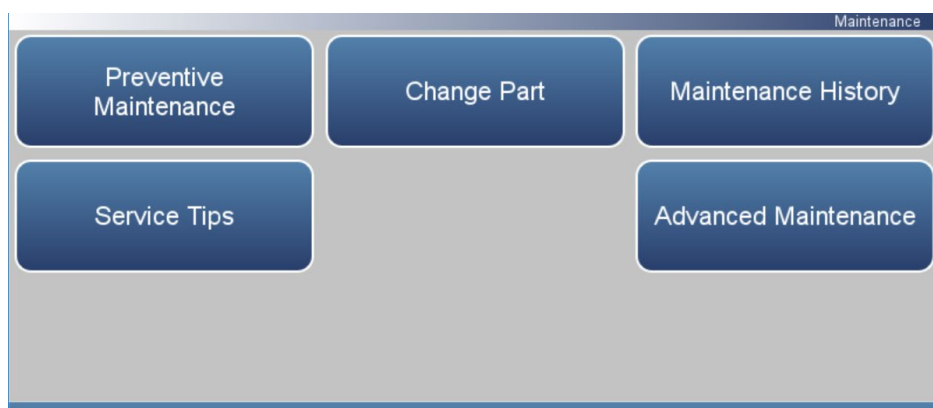 Maintenance
Preventive
Maintenance
Change Part
Maintenance History
Service Tips
Advanced Maintenance